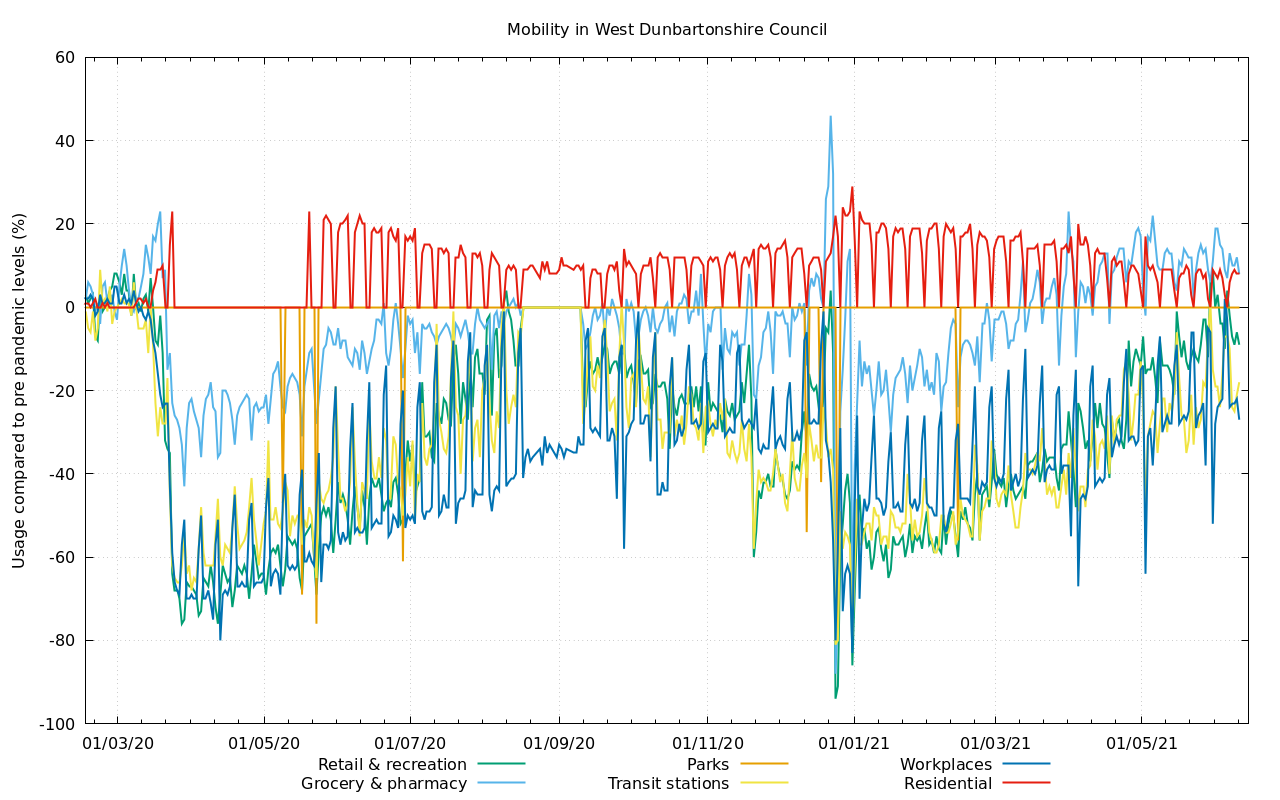 Mobility in West Dunbartonshire Council
Usage compared to pre pandemic levels (%)
60
40
20
0
-20
-40
-60
-80
-100
01/03/20 01/05/20 01/07/20 01/09/20 01/11/20 01/01/21 01/03/21 01/05/21
Retail & recreation Parks Workplaces
Grocery & pharmacy Transit stations Residential